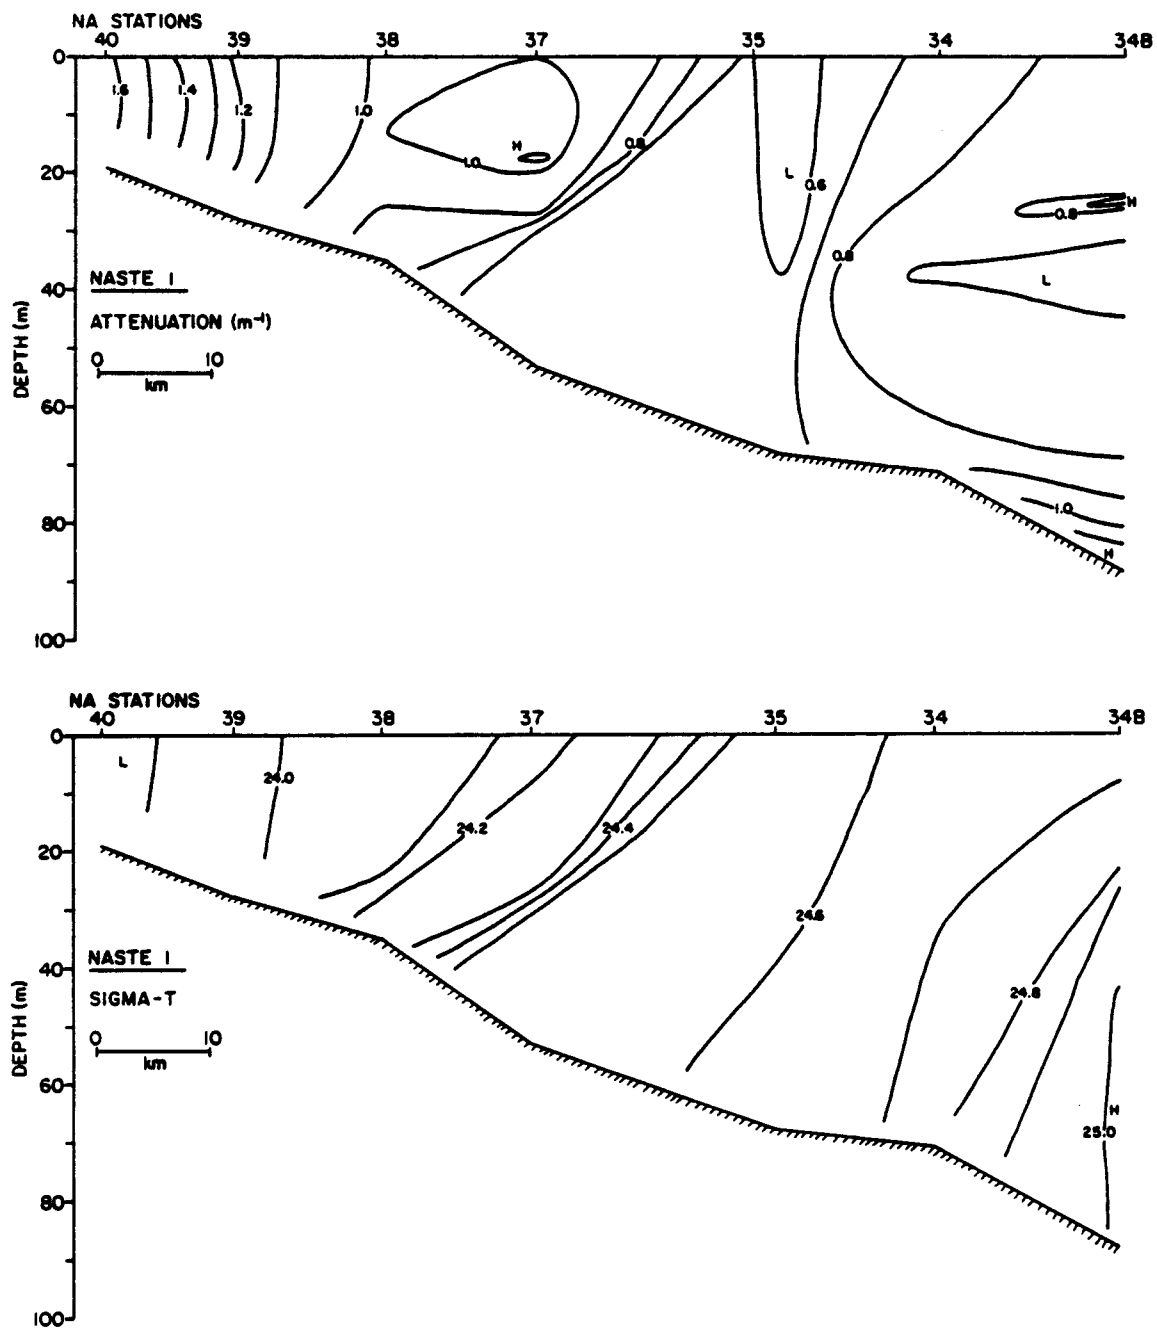 NA STATIONS
40 39 38 37 35 34 34B
0
20
40
60
80
100
DEPTH (m)
1.6 1.4 1.2 1.0
1.0
H
0.8
L
0.6
0.8
0.8 H
L
1.0
H
NASTE 1
ATTENUATION (m⁻¹)
0 10
km
NA STATIONS
40 39 38 37 35 34 34B
0
20
40
60
80
100
DEPTH (m)
L
24.0
24.2
24.4
24.6
24.8
H
25.0
NASTE 1
SIGMA-T
0 10
km